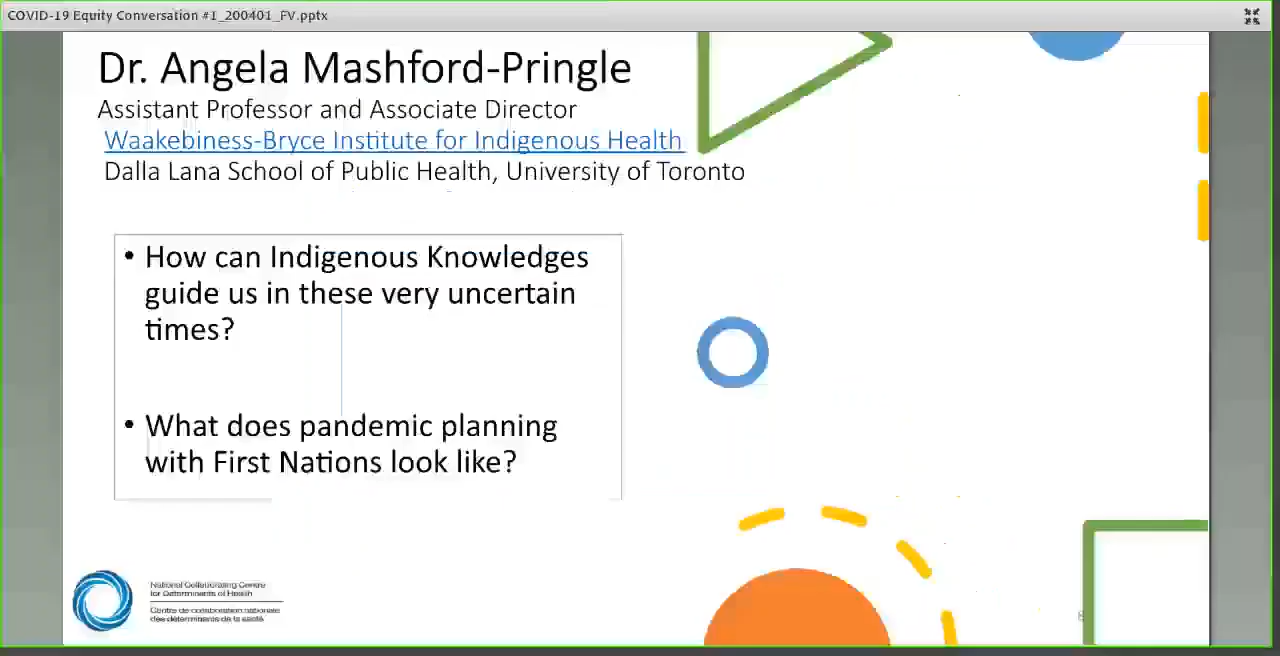 COVID-19 Equity Conversation #1_200401_FV.pptx
Dr. Angela Mashford-Pringle
Assistant Professor and Associate Director
Waakebiness-Bryce Institute for Indigenous Health
Dalla Lana School of Public Health, University of Toronto
• How can Indigenous Knowledges
guide us in these very uncertain
times?
• What does pandemic planning
with First Nations look like?
National Collaborating Centre
for Determinants of Health
Centre de collaboration nationale
des déterminants de la santé
8